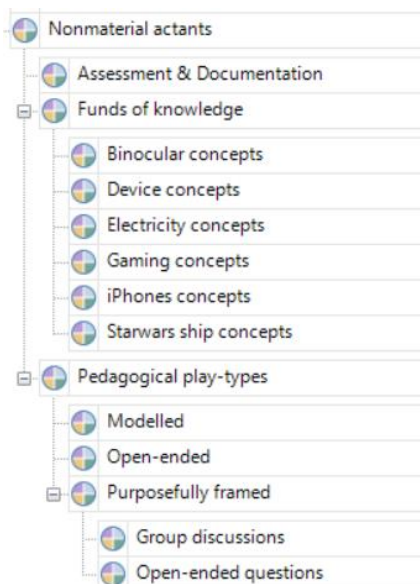 Nonmaterial actants
Assessment & Documentation
Funds of knowledge
Binocular concepts
Device concepts
Electricity concepts
Gaming concepts
iPhones concepts
Starwars ship concepts
Pedagogical play-types
Modelled
Open-ended
Purposefully framed
Group discussions
Open-ended questions